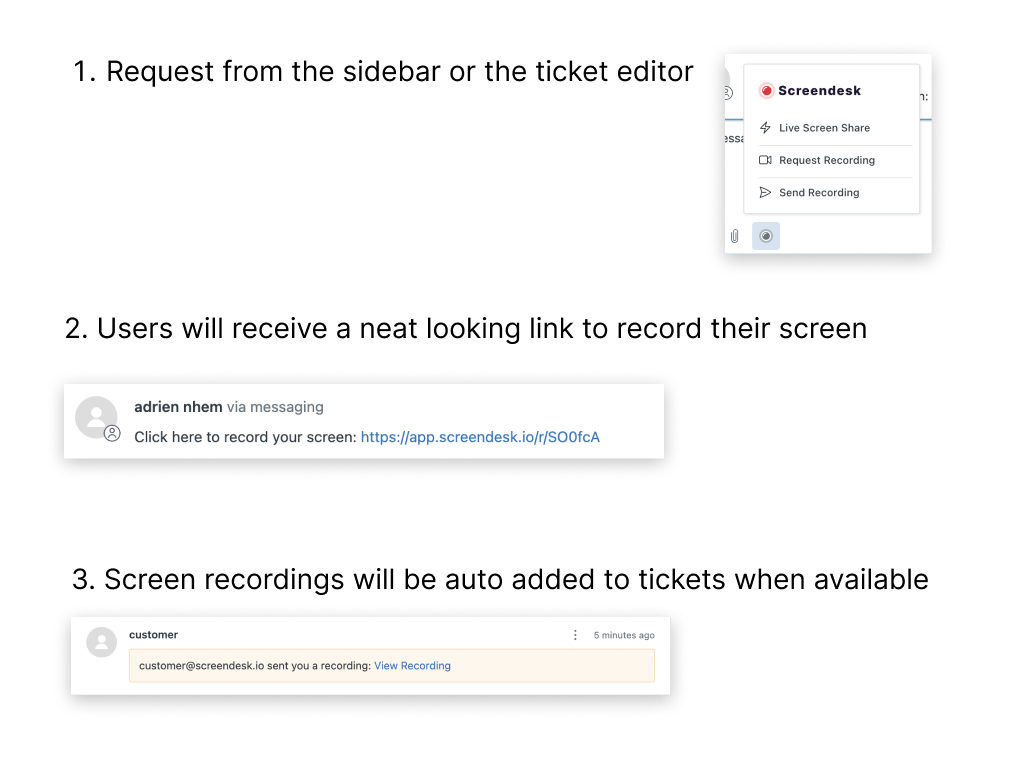 1. Request from the sidebar or the ticket editor
Screendesk
n:
Live Screen Share
essa
Request Recording
Send Recording
2. Users will receive a neat looking link to record their screen
adrien nhem via messaging
Click here to record your screen: https://app.screendesk.io/r/SO0fcA
3. Screen recordings will be auto added to tickets when available
customer
5 minutes ago
customer@screendesk.io sent you a recording: View Recording